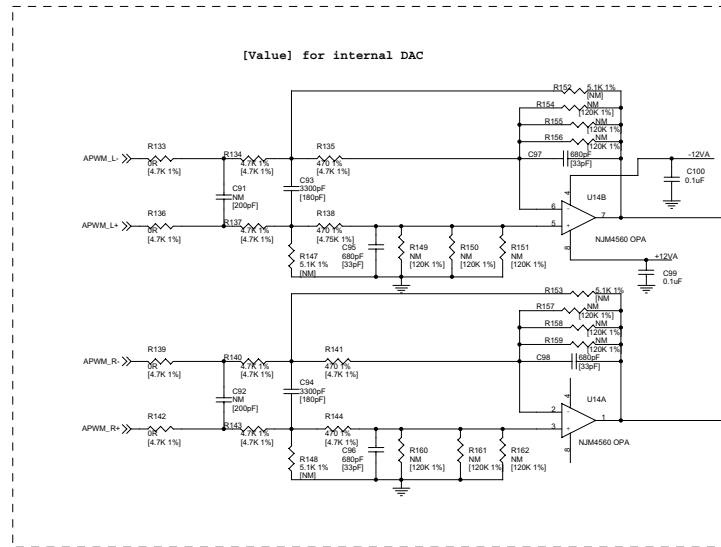 [Value] for internal DAC
R152
5.1K 1%
[NM]
R154
NM
[120K 1%]
R155
NM
[120K 1%]
R156
NM
[120K 1%]
C97
680pF
[33pF]
R133
0R
[4.7K 1%]
R134
4.7K 1%
[4.7K 1%]
R135
470 1%
[4.7K 1%]
APWM_L-
C91
NM
[200pF]
C93
3300pF
[180pF]
-12VA
C100
0.1uF
4
U14B
6
-
7
5
+
8
NJM4560 OPA
+12VA
C99
0.1uF
R136
0R
[4.7K 1%]
R137
4.7K 1%
[4.7K 1%]
R138
470 1%
[4.75K 1%]
APWM_L+
R147
5.1K 1%
[NM]
C95
680pF
[33pF]
R149
NM
[120K 1%]
R150
NM
[120K 1%]
R151
NM
[120K 1%]
R153
5.1K 1%
[NM
R157
NM
[120K 1%]
R158
NM
[120K 1%]
R159
NM
[120K 1%]
C98
680pF
[33pF]
R139
0R
[4.7K 1%]
R140
4.7K 1%
[4.7K 1%]
R141
470 1%
[4.7K 1%]
APWM_R-
C92
NM
[200pF]
C94
3300pF
[180pF]
4
U14A
2
-
1
3
+
8
NJM4560 OPA
R142
0R
[4.7K 1%]
R143
4.7K 1%
[4.7K 1%]
R144
470 1%
[4.7K 1%]
APWM_R+
R148
5.1K 1%
[NM]
C96
680pF
[33pF]
R160
NM
[120K 1%]
R161
NM
[120K 1%]
R162
NM
[120K 1%]